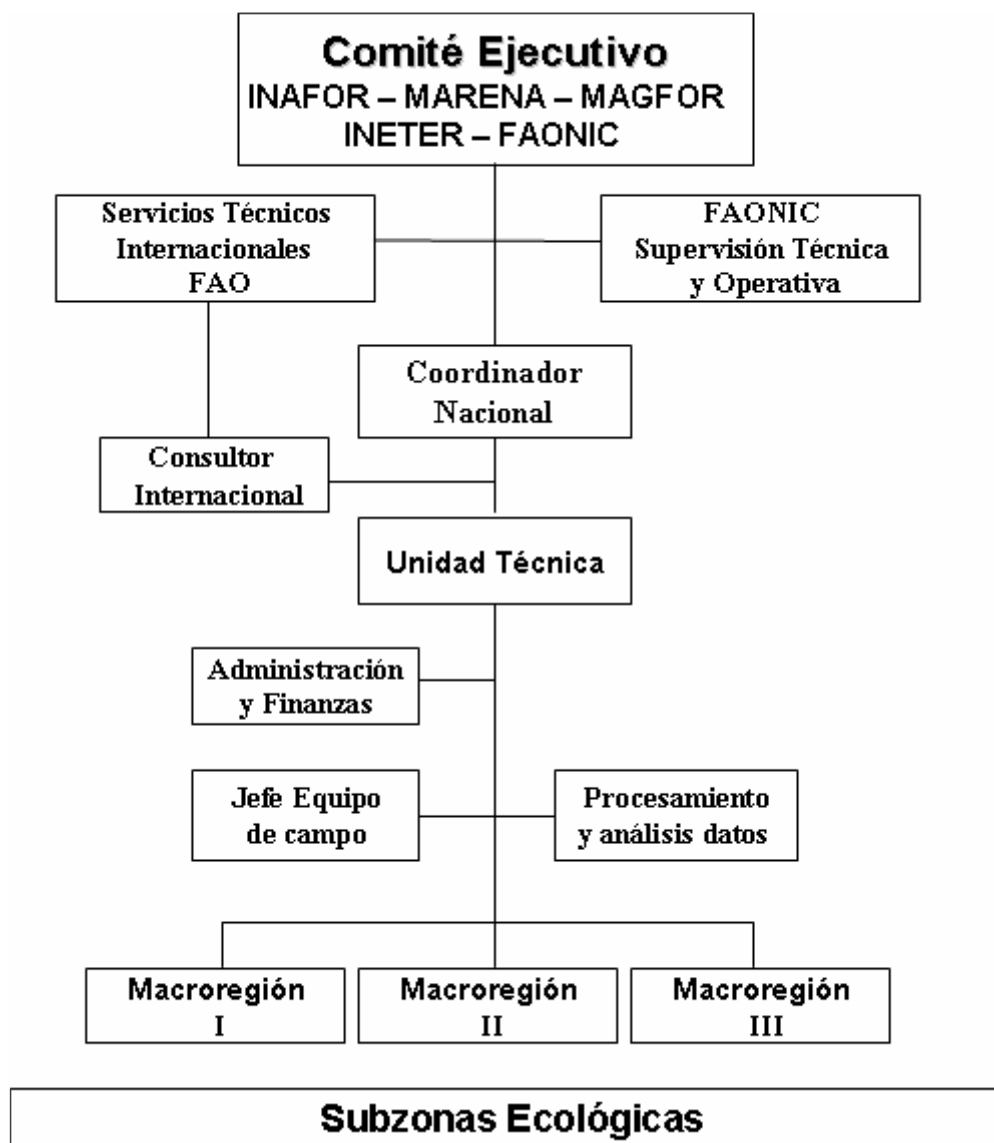 Comité Ejecutivo
INAFOR – MARENA – MAGFOR
INETER – FAONIC
Servicios Técnicos
Internacionales
FAO
FAONIC
Supervisión Técnica
y Operativa
Coordinador
Nacional
Consultor
Internacional
Unidad Técnica
Administración
y Finanzas
Jefe Equipo
de campo
Procesamiento
y análisis datos
Macroregión
I
Macroregión
II
Macroregión
III
Subzonas Ecológicas